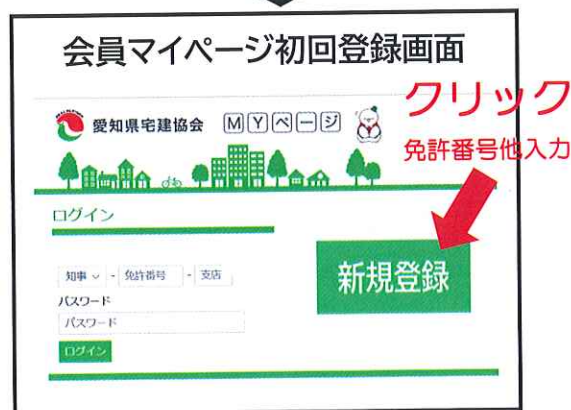 会員マイページ初回登録画面
クリック
免許番号他入力
愛知県宅建協会 MYページ
ログイン
知事 - 免許番号 - 支店
パスワード
パスワード
ログイン
新規登録